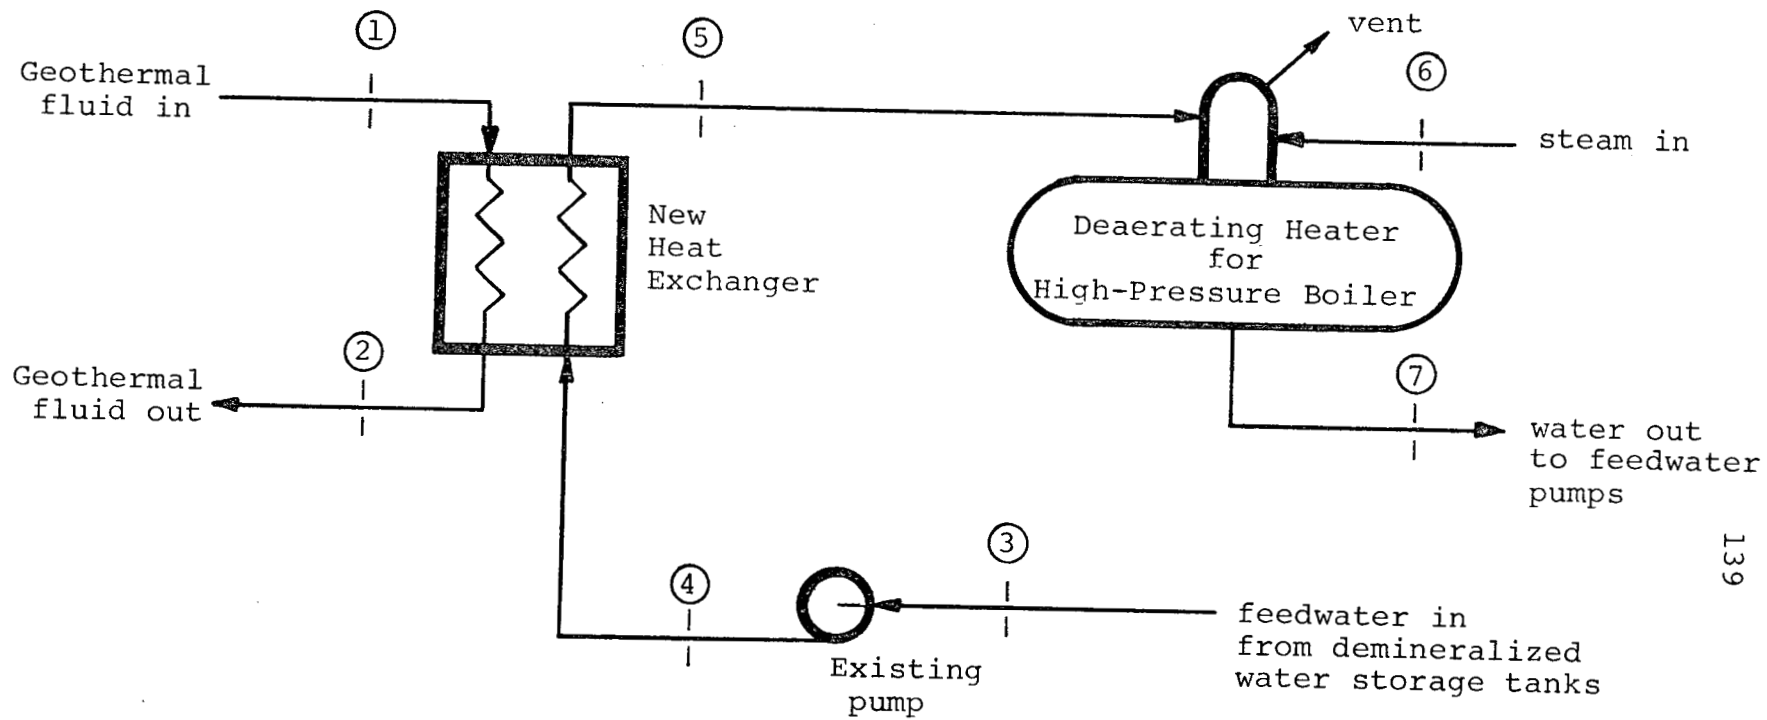 ①
⑤
vent
⑥
Geothermal
fluid in
steam in
New
Heat
Exchanger
Deaerating Heater
for
High-Pressure Boiler
②
Geothermal
fluid out
⑦
water out
to feedwater
pumps
③
④
feedwater in
from demineralized
water storage tanks
Existing
pump
139